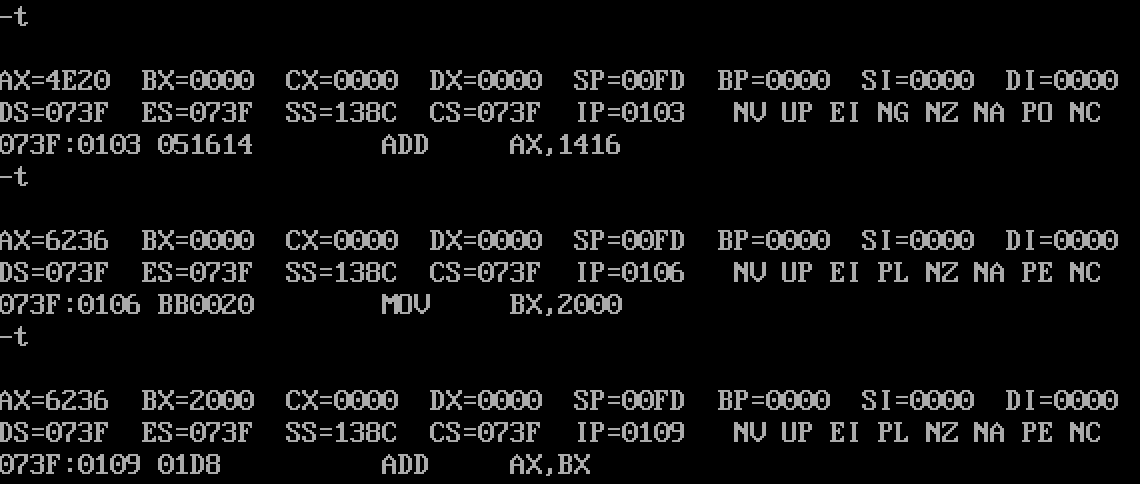 -t
AX=4E20 BX=0000 CX=0000 DX=0000 SP=00FD BP=0000 SI=0000 DI=0000
DS=073F ES=073F SS=138C CS=073F IP=0103 NV UP EI NG NZ NA PO NC
073F:0103 051614 ADD AX,1416
-t
AX=6236 BX=0000 CX=0000 DX=0000 SP=00FD BP=0000 SI=0000 DI=0000
DS=073F ES=073F SS=138C CS=073F IP=0106 NV UP EI PL NZ NA PE NC
073F:0106 BB0020 MOV BX,2000
-t
AX=6236 BX=2000 CX=0000 DX=0000 SP=00FD BP=0000 SI=0000 DI=0000
DS=073F ES=073F SS=138C CS=073F IP=0109 NV UP EI PL NZ NA PE NC
073F:0109 01D8 ADD AX,BX